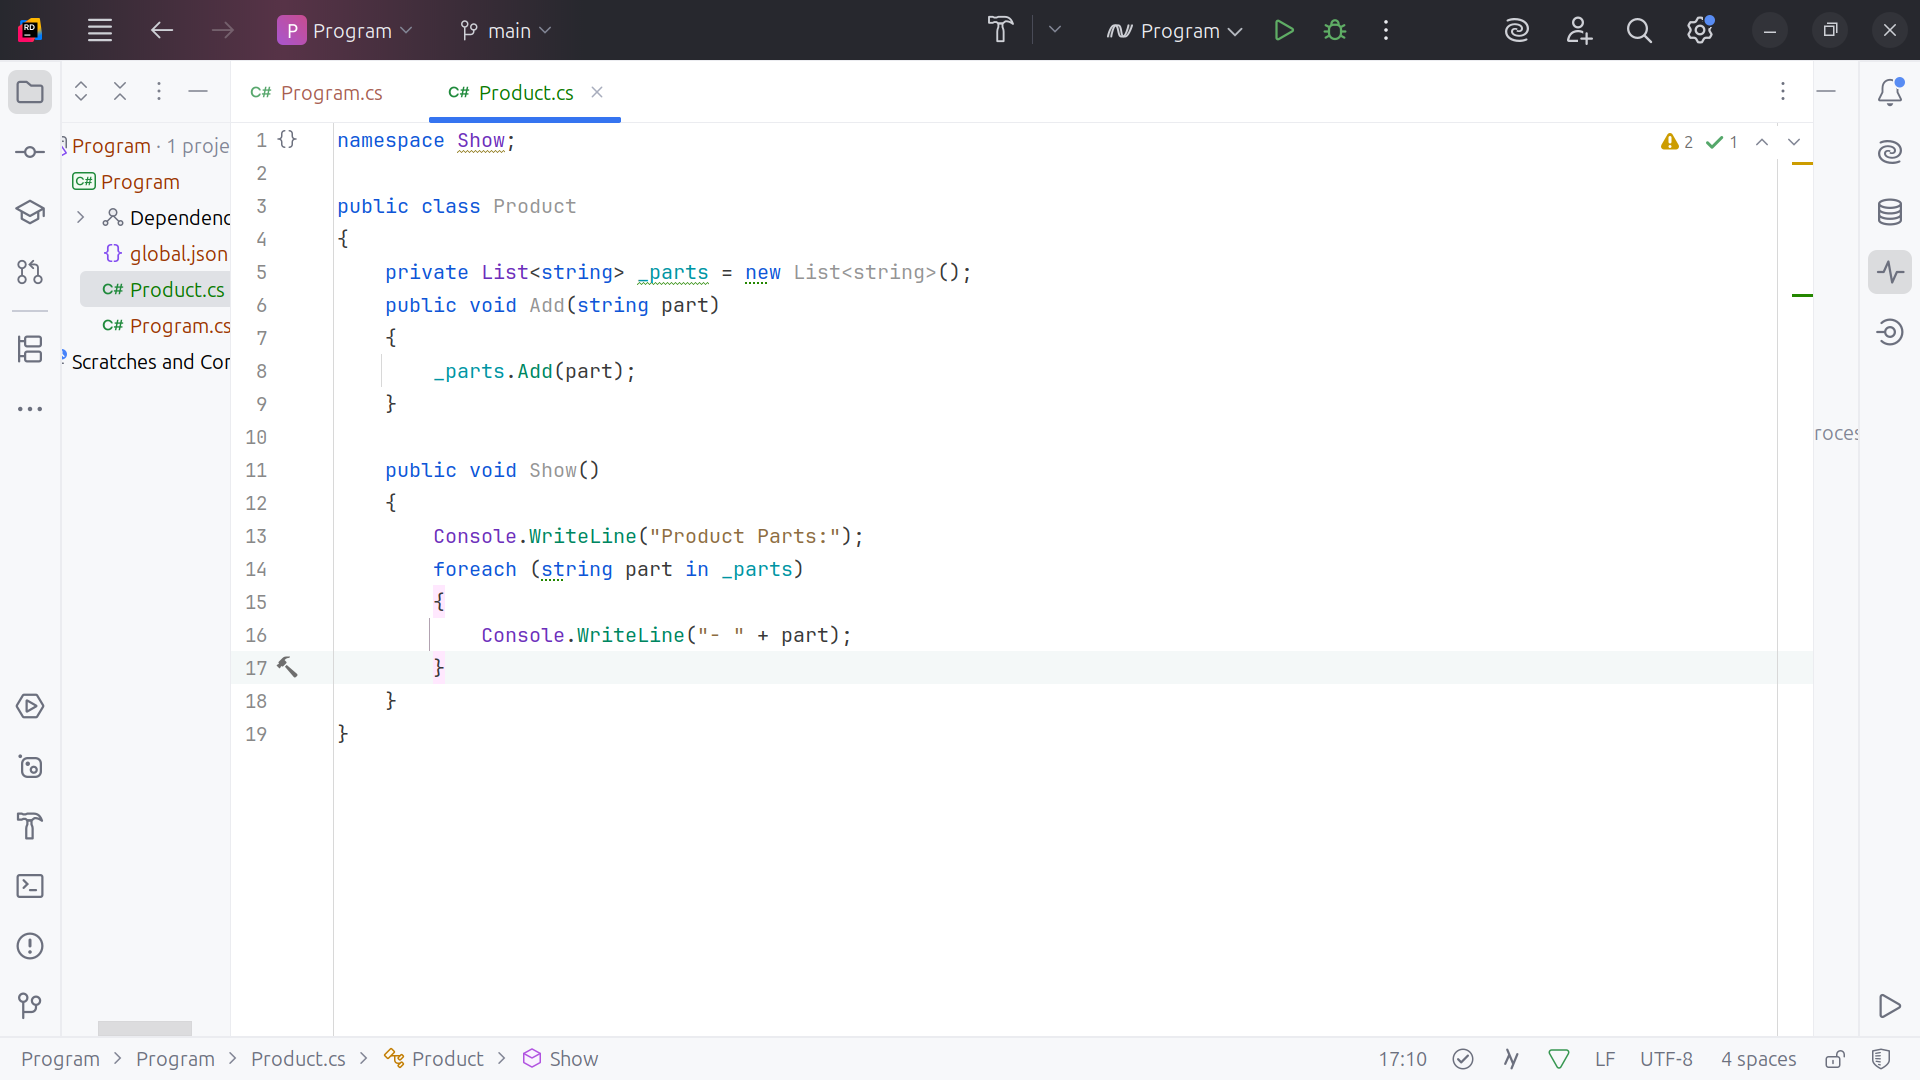 P Program main Program
C# Program.cs
C# Product.cs
Program · 1 proje
C# Program
Dependenc
{} global.json
C# Product.cs
C# Program.cs
Scratches and Cor
2 1
1 {} namespace Show;
2
3 public class Product
4 {
5 private List<string> _parts = new List<string>();
6 public void Add(string part)
7 {
8 _parts.Add(part);
9 }
10
11 public void Show()
12 {
13 Console.WriteLine("Product Parts:");
14 foreach (string part in _parts)
15 {
16 Console.WriteLine("- " + part);
17 }
18 }
19 }
roces
Program > Program > Product.cs > Product > Show
17:10 LF UTF-8 4 spaces